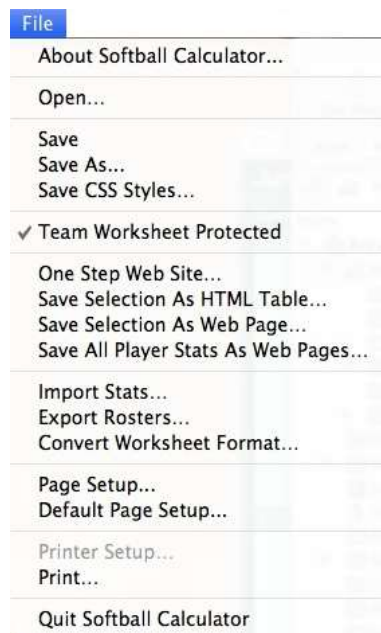 File
About Softball Calculator...
Open...
Save
Save As...
Save CSS Styles...
✓ Team Worksheet Protected
One Step Web Site...
Save Selection As HTML Table...
Save Selection As Web Page...
Save All Player Stats As Web Pages...
Import Stats...
Export Rosters...
Convert Worksheet Format...
Page Setup...
Default Page Setup...
Printer Setup...
Print...
Quit Softball Calculator